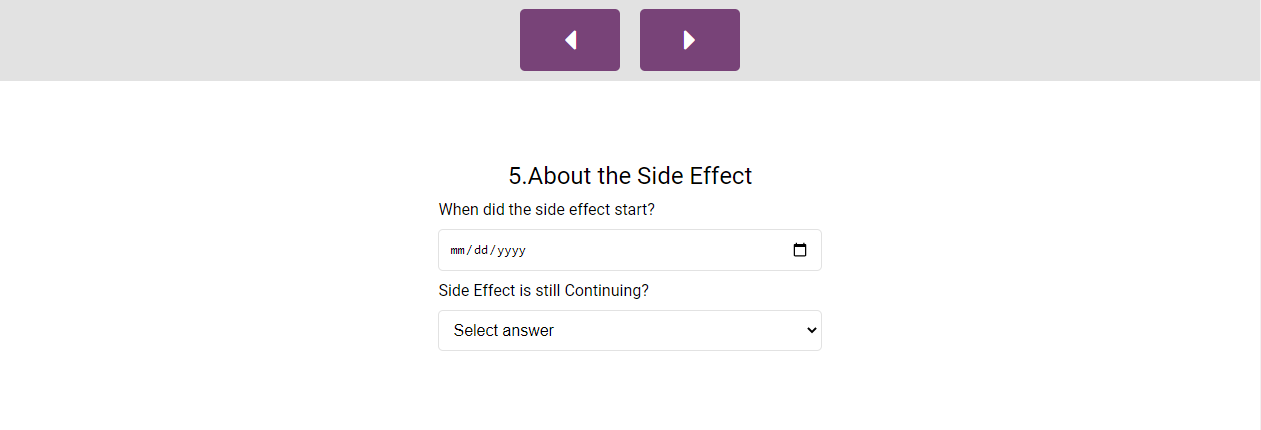 5.About the Side Effect
When did the side effect start?
mm/dd/yyyy
Side Effect is still Continuing?
Select answer